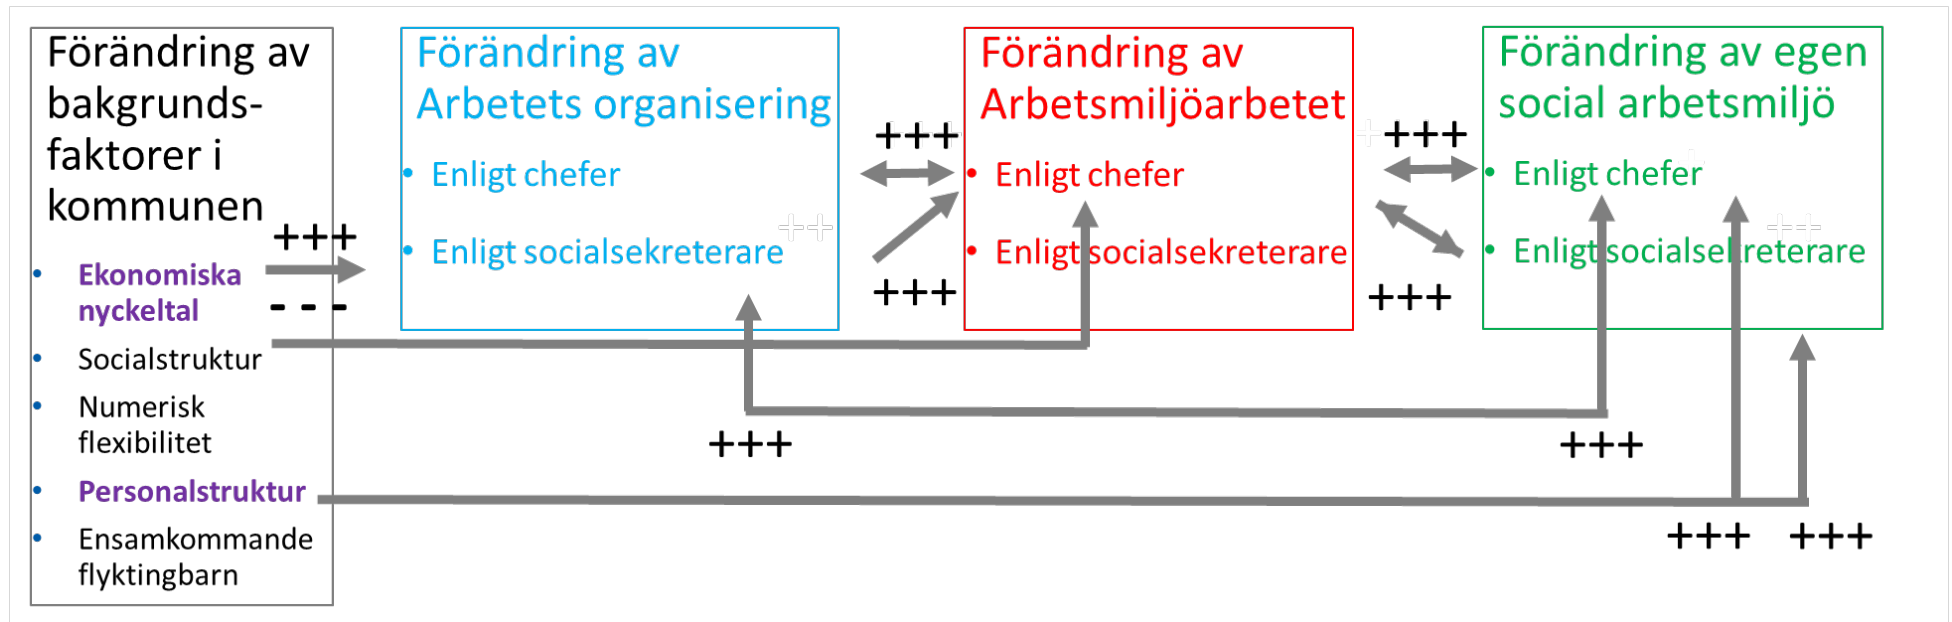 Förändring av
bakgrunds-
faktorer i
kommunen
+++
Ekonomiska
nyckeltal
- - -
Socialstruktur
Numerisk
flexibilitet
Personalstruktur
Ensamkommande
flyktingbarn
Förändring av
Arbetets organisering
Enligt chefer
++
Enligt socialsekreterare
+++
+++
+++
Förändring av
Arbetsmiljöarbetet
Enligt chefer
Enligt socialsekreterare
++++
+++
Förändring av egen
social arbetsmiljö
Enligt chefer
++
Enligt socialsekreterare
+++
+++
+++